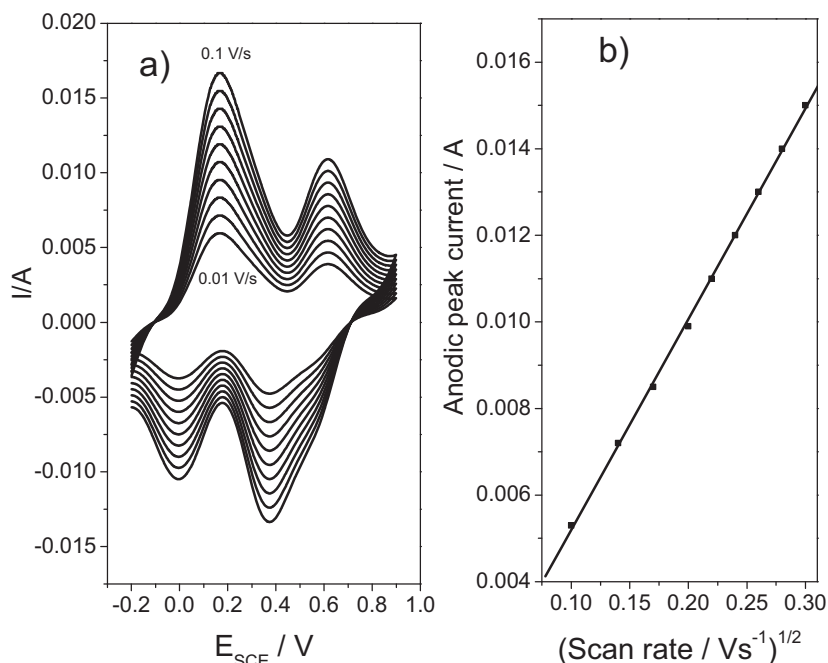 a)
0.1 V/s
0.01 V/s
0.020
0.015
0.010
0.005
0.000
-0.005
-0.010
-0.015
I/A
-0.2 0.0 0.2 0.4 0.6 0.8 1.0
E_SCE / V
b)
0.016
0.014
0.012
0.010
0.008
0.006
0.004
Anodic peak current / A
0.10 0.15 0.20 0.25 0.30
(Scan rate / Vs⁻¹)¹/²